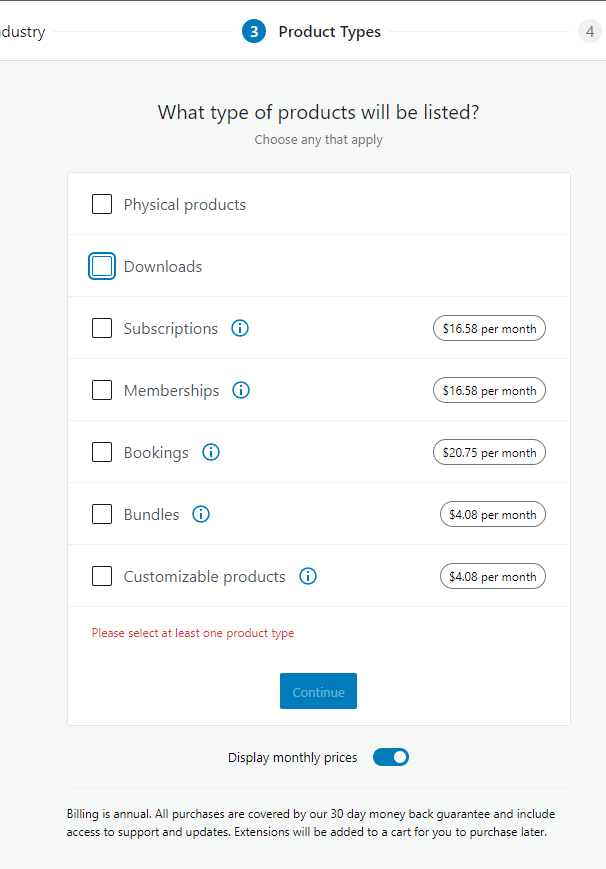 dustry
3 Product Types
4
What type of products will be listed?
Choose any that apply
Physical products
Downloads
Subscriptions $16.58 per month
Memberships $16.58 per month
Bookings $20.75 per month
Bundles $4.08 per month
Customizable products $4.08 per month
Please select at least one product type
Continue
Display monthly prices
Billing is annual. All purchases are covered by our 30 day money back guarantee and include
access to support and updates. Extensions will be added to a cart for you to purchase later.